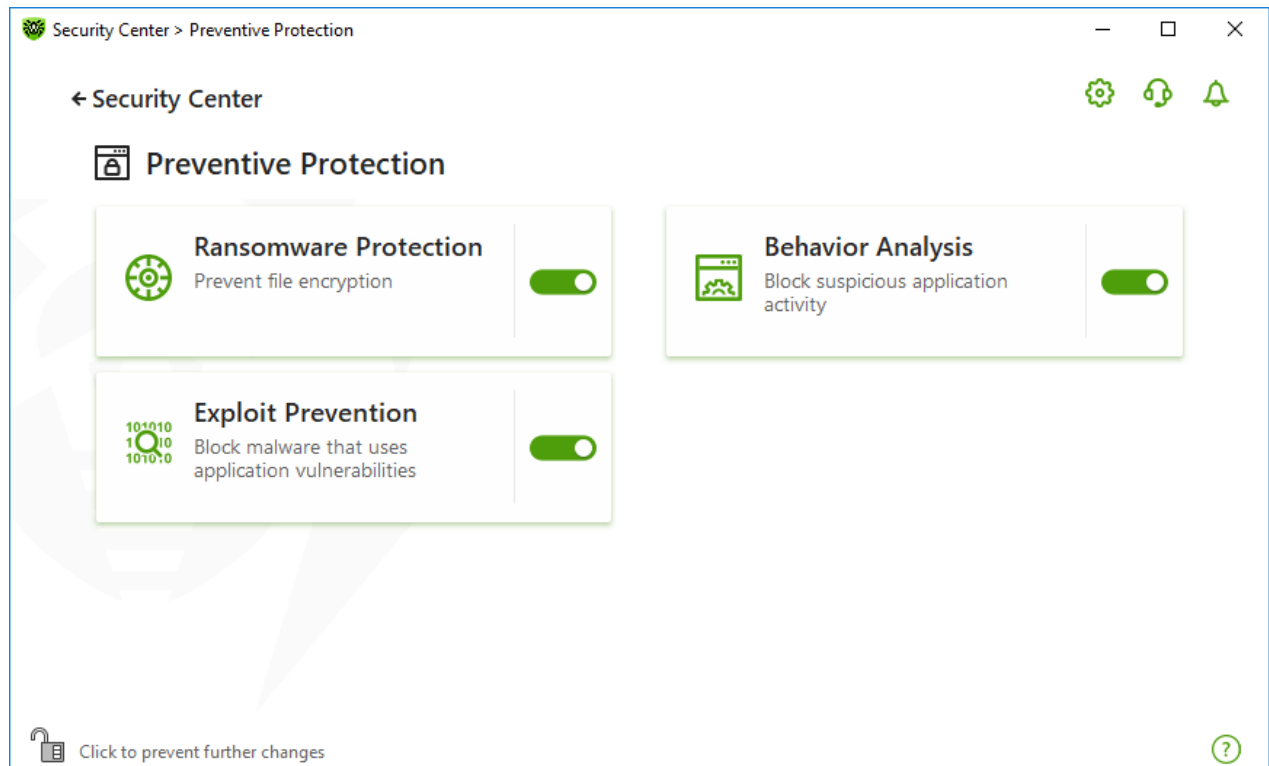 Security Center > Preventive Protection
Security Center
Preventive Protection
Ransomware Protection
Prevent file encryption
Behavior Analysis
Block suspicious application
activity
Exploit Prevention
Block malware that uses
application vulnerabilities
Click to prevent further changes
?